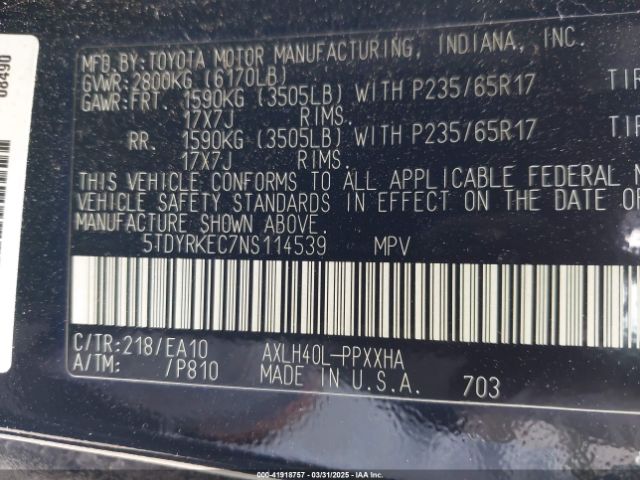 08490
MFD.BY:TOYOTA MOTOR MANUFACTURING, INDIANA, INC.
GVWR:2800KG (6170LB)
GAWR:FRT. 1590KG (3505LB) WITH P235/65R17 TIR
17X7J RIMS.
RR. 1590KG (3505LB) WITH P235/65R17 TIR
17X7J RIMS.
THIS VEHICLE CONFORMS TO ALL APPLICABLE FEDERAL M
VEHICLE SAFETY STANDARDS IN EFFECT ON THE DATE OF
MANUFACTURE SHOWN ABOVE.
5TDYRKEC7NS114539 MPV
C/TR:218/EA10 AXLH40L-PPXXHA
A/TM: /P810 MADE IN U.S.A. 703
000-41918757 - 03/31/2025 - IAAI.COM